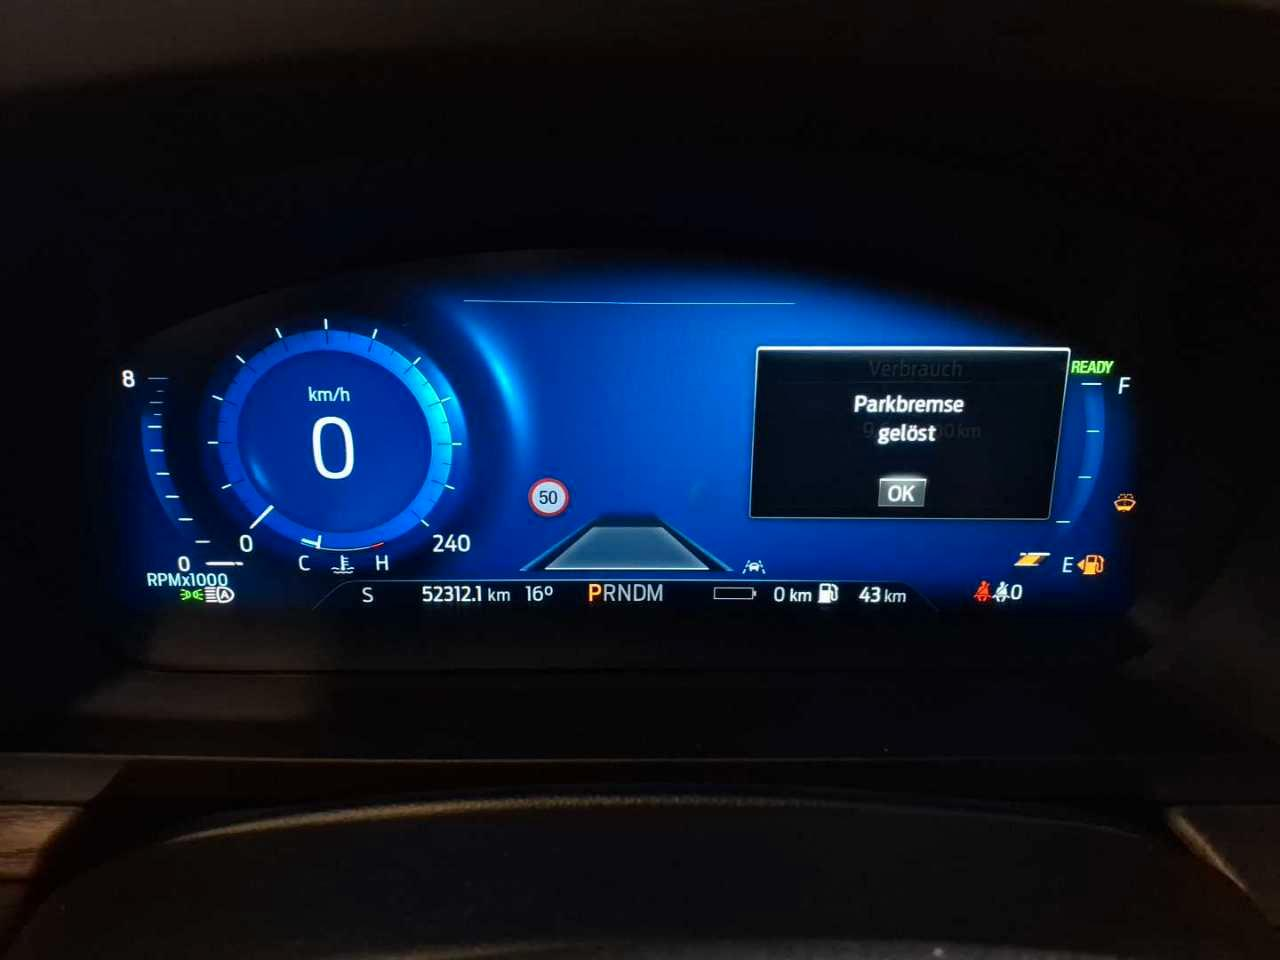 Verbrauch
READY
Parkbremse
gelöst
OK
8
F
km/h
0
50
0
0
240
C
H
E
RPMx1000
A
S
52312.1 km
16°
PRNDM
0 km
43 km
0